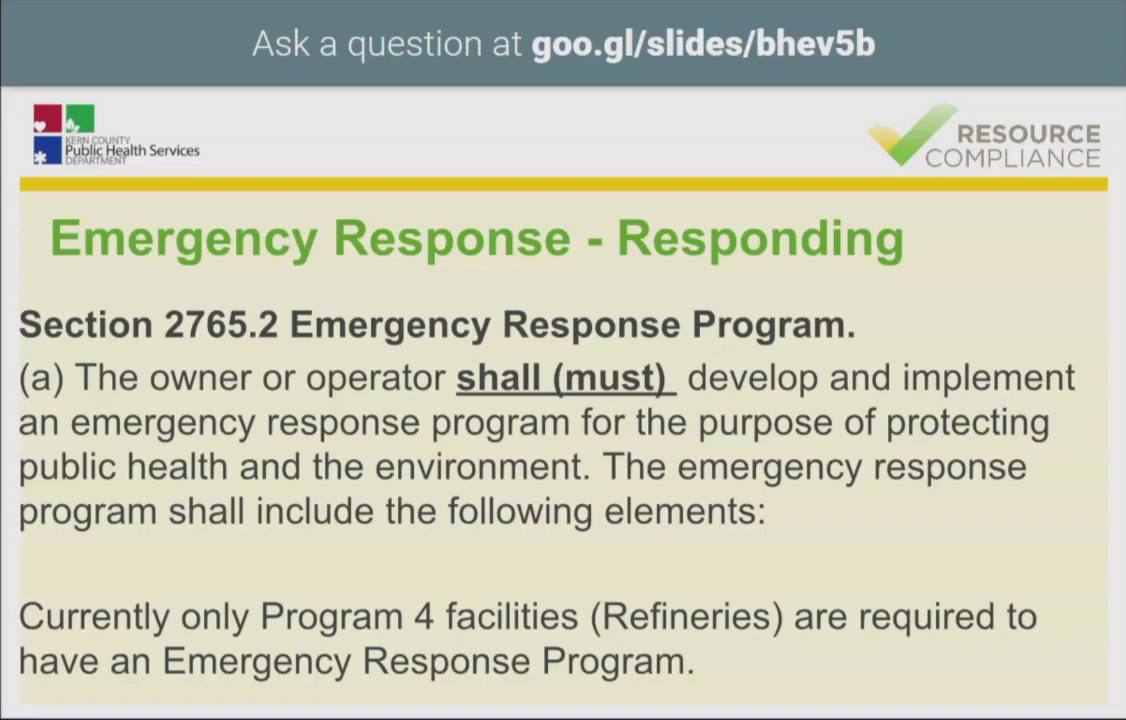 Ask a question at goo.gl/slides/bhev5b
KERN COUNTY
Public Health Services
DEPARTMENT
RESOURCE
COMPLIANCE
Emergency Response - Responding
Section 2765.2 Emergency Response Program.
(a) The owner or operator shall (must) develop and implement
an emergency response program for the purpose of protecting
public health and the environment. The emergency response
program shall include the following elements:
Currently only Program 4 facilities (Refineries) are required to
have an Emergency Response Program.